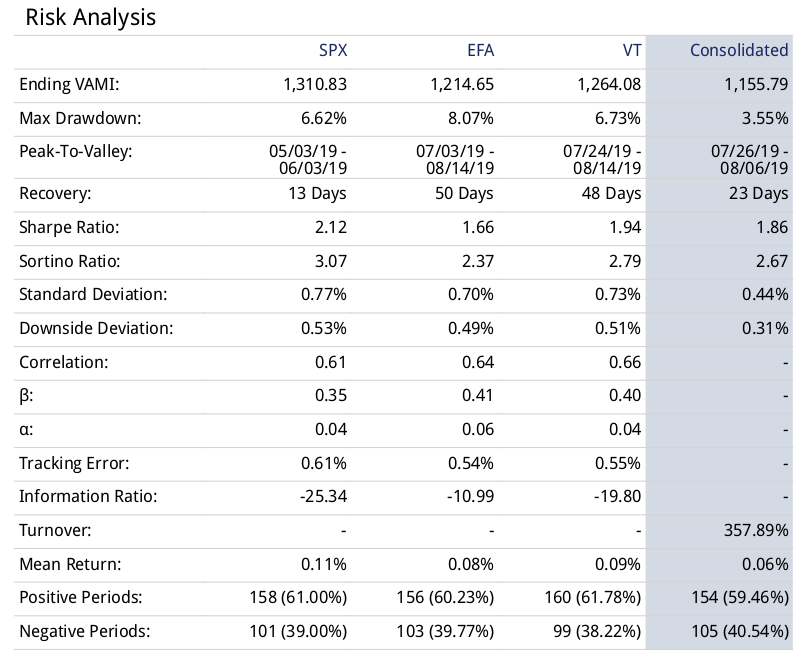 Risk Analysis
SPX EFA VT Consolidated
Ending VAMI: 1,310.83 1,214.65 1,264.08 1,155.79
Max Drawdown: 6.62% 8.07% 6.73% 3.55%
Peak-To-Valley: 05/03/19 - 07/03/19 - 07/24/19 - 07/26/19 -
06/03/19 08/14/19 08/14/19 08/06/19
Recovery: 13 Days 50 Days 48 Days 23 Days
Sharpe Ratio: 2.12 1.66 1.94 1.86
Sortino Ratio: 3.07 2.37 2.79 2.67
Standard Deviation: 0.77% 0.70% 0.73% 0.44%
Downside Deviation: 0.53% 0.49% 0.51% 0.31%
Correlation: 0.61 0.64 0.66 -
β: 0.35 0.41 0.40 -
α: 0.04 0.06 0.04 -
Tracking Error: 0.61% 0.54% 0.55% -
Information Ratio: -25.34 -10.99 -19.80 -
Turnover: - - - 357.89%
Mean Return: 0.11% 0.08% 0.09% 0.06%
Positive Periods: 158 (61.00%) 156 (60.23%) 160 (61.78%) 154 (59.46%)
Negative Periods: 101 (39.00%) 103 (39.77%) 99 (38.22%) 105 (40.54%)